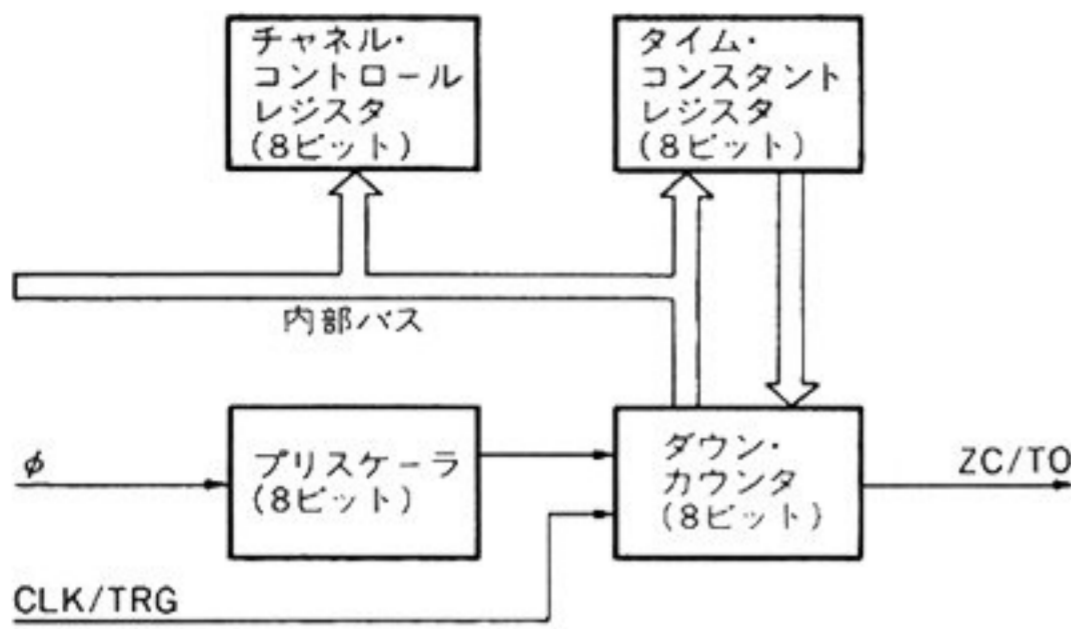 チャネル・
コントロール
レジスタ
(8ビット)
タイム・
コンスタント
レジスタ
(8ビット)
内部バス
φ
プリスケーラ
(8ビット)
ダウン・
カウンタ
(8ビット)
ZC/TO
CLK/TRG